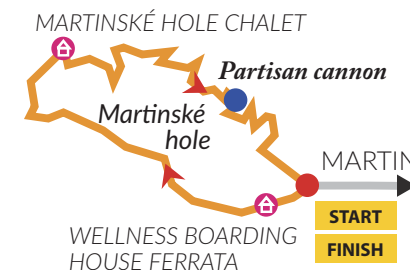 MARTINSKÉ HOLE CHALET
Partisan cannon
Martinské
hole
MARTIN
START
FINISH
WELLNESS BOARDING
HOUSE FERRATA